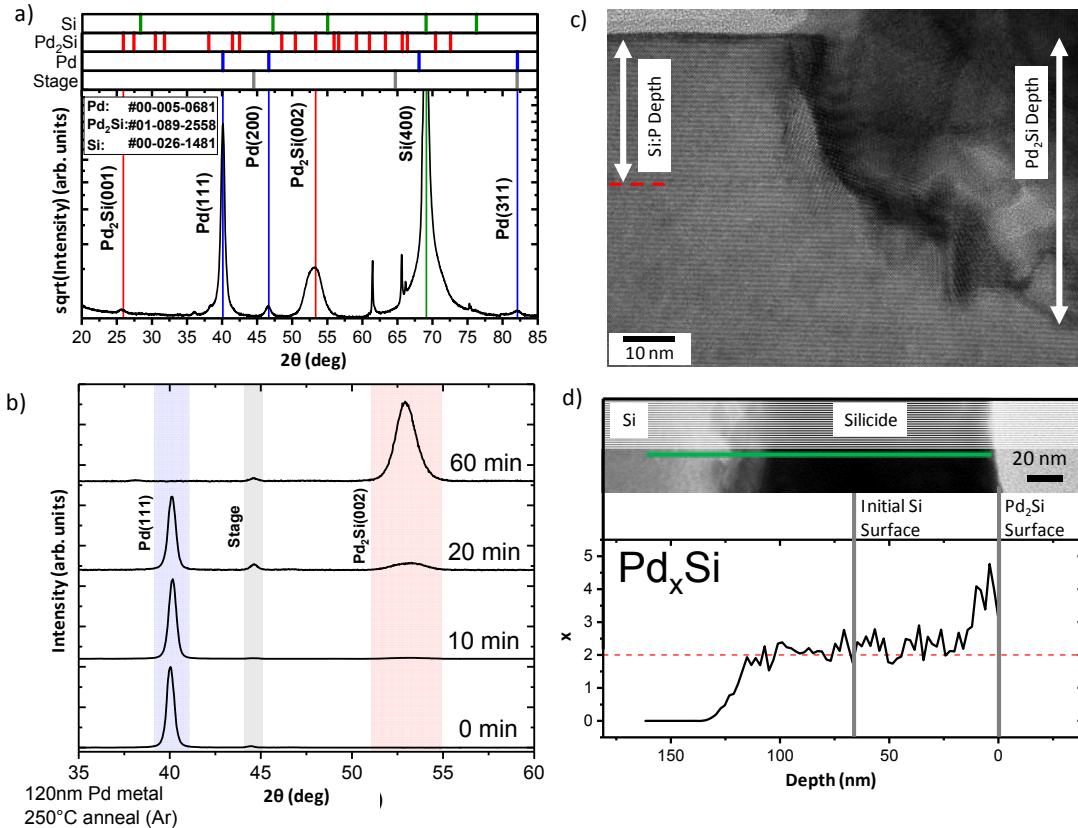 a)
Si
Pd2Si
Pd
Stage
Pd: #00-005-0681
Pd2Si: #01-089-2558
Si: #00-026-1481
Pd2Si(001)
Pd(111)
Pd(200)
Pd2Si(002)
Si(400)
Pd(311)
sqrt(Intensity) (arb. units)
20 25 30 35 40 45 50 55 60 65 70 75 80 85
2θ (deg)
b)
60 min
20 min
10 min
0 min
Pd(111)
Stage
Pd2Si(002)
Intensity (arb. units)
35 40 45 50 55 60
2θ (deg)
120nm Pd metal
250°C anneal (Ar)
)
c)
Si:P Depth
Pd2Si Depth
10 nm
d)
Si
Silicide
20 nm
Initial Si
Surface
Pd2Si
Surface
PdxSi
x
5
4
3
2
1
0
150 100 50 0
Depth (nm)